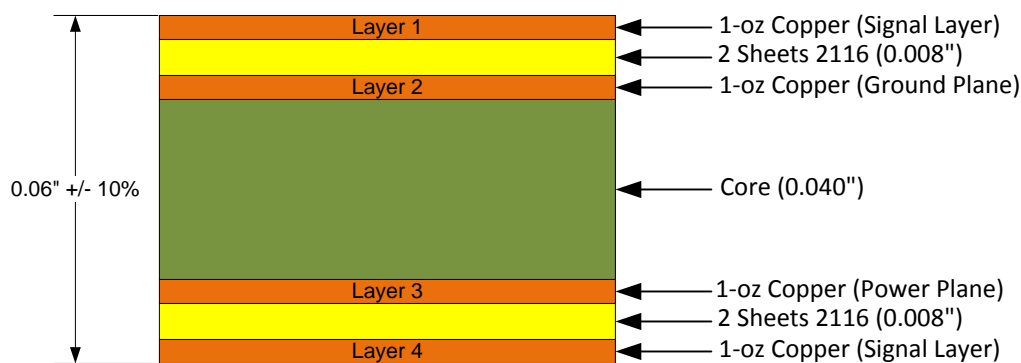 Layer 1
1-oz Copper (Signal Layer)
2 Sheets 2116 (0.008")
Layer 2
1-oz Copper (Ground Plane)
0.06" +/- 10%
Core (0.040")
Layer 3
1-oz Copper (Power Plane)
2 Sheets 2116 (0.008")
Layer 4
1-oz Copper (Signal Layer)